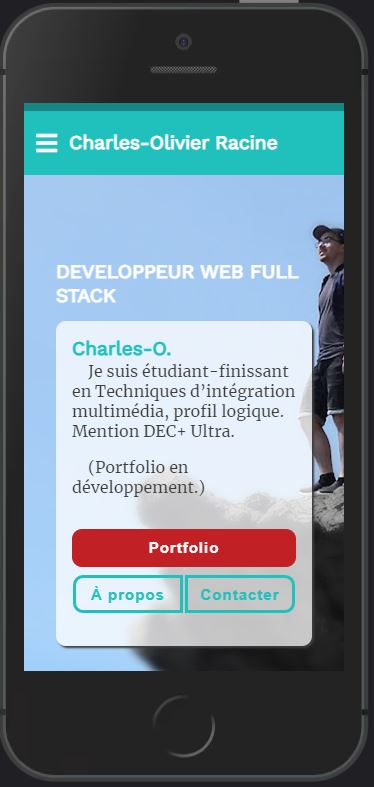 Charles-Olivier Racine
DEVELOPPEUR WEB FULL
STACK
Charles-O.
Je suis étudiant-finissant
en Techniques d’intégration
multimédia, profil logique.
Mention DEC+ Ultra.
(Portfolio en
développement.)
Portfolio
À propos
Contacter